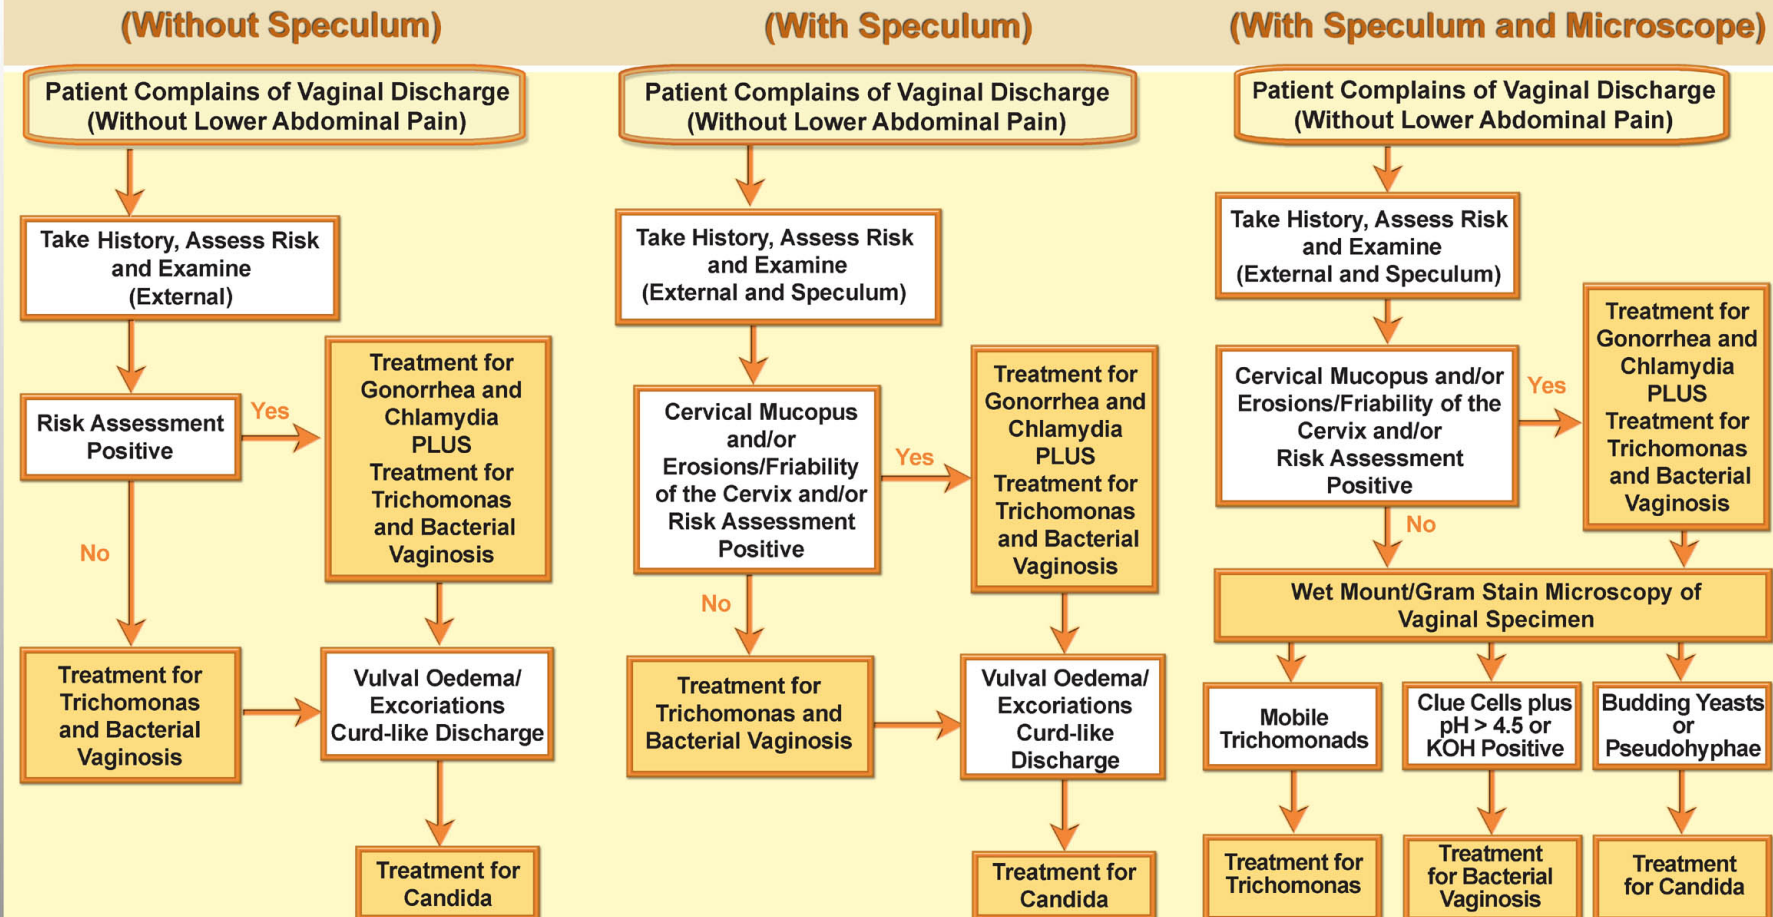 (Without Speculum)
Patient Complains of Vaginal Discharge
(Without Lower Abdominal Pain)
Take History, Assess Risk
and Examine
(External)
Risk Assessment
Positive
Yes
Treatment for
Gonorrhea and
Chlamydia
PLUS
Treatment for
Trichomonas
and Bacterial
Vaginosis
No
Treatment for
Trichomonas
and Bacterial
Vaginosis
Vulval Oedema/
Excoriations
Curd-like Discharge
Treatment for
Candida
(With Speculum)
Patient Complains of Vaginal Discharge
(Without Lower Abdominal Pain)
Take History, Assess Risk
and Examine
(External and Speculum)
Cervical Mucopus
and/or
Erosions/Friability
of the Cervix and/or
Risk Assessment
Positive
Yes
Treatment for
Gonorrhea and
Chlamydia
PLUS
Treatment for
Trichomonas
and Bacterial
Vaginosis
No
Treatment for
Trichomonas and
Bacterial Vaginosis
Vulval Oedema/
Excoriations
Curd-like
Discharge
Treatment for
Candida
(With Speculum and Microscope)
Patient Complains of Vaginal Discharge
(Without Lower Abdominal Pain)
Take History, Assess Risk
and Examine
(External and Speculum)
Cervical Mucopus and/or
Erosions/Friability of the
Cervix and/or
Risk Assessment
Positive
Yes
Treatment for
Gonorrhea and
Chlamydia
PLUS
Treatment for
Trichomonas
and Bacterial
Vaginosis
No
Wet Mount/Gram Stain Microscopy of
Vaginal Specimen
Mobile
Trichomonads
Clue Cells plus
pH > 4.5 or
KOH Positive
Budding Yeasts
or
Pseudohyphae
Treatment for
Trichomonas
Treatment
for Bacterial
Vaginosis
Treatment
for Candida